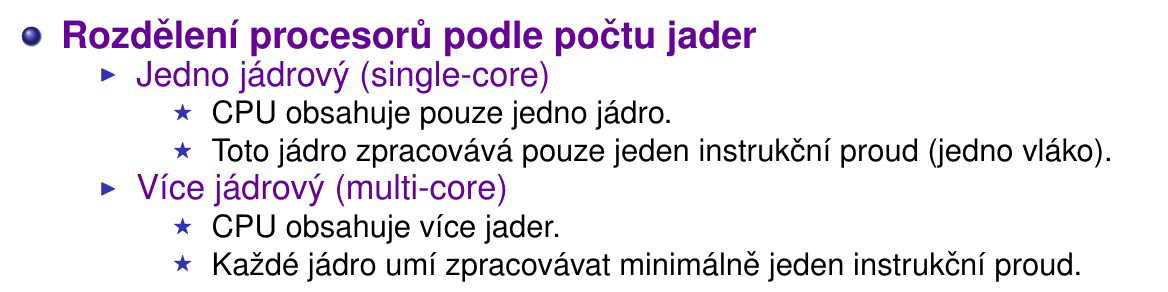 Rozdělení procesorů podle počtu jader
Jedno jádrový (single-core)
CPU obsahuje pouze jedno jádro.
Toto jádro zpracovává pouze jeden instrukční proud (jedno vláko).
Více jádrový (multi-core)
CPU obsahuje více jader.
Každé jádro umí zpracovávat minimálně jeden instrukční proud.